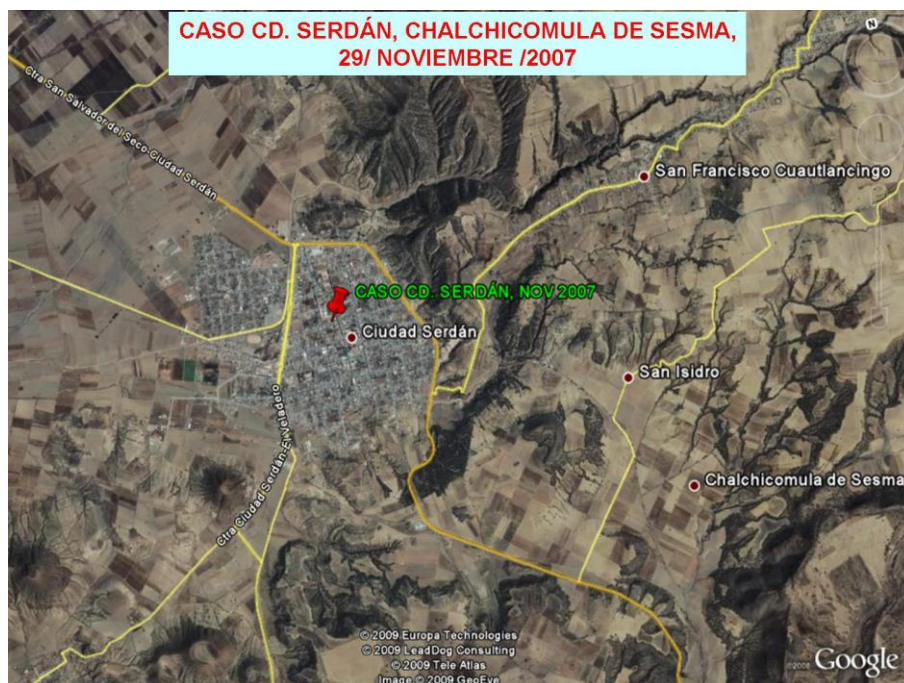 CASO CD. SERDÁN, CHALCHICOMULA DE SESMA,
29/ NOVIEMBRE /2007
N
Ctra San Salvador del Seco-Ciudad Serdán
San Francisco Cuautlancingo
CASO CD. SERDÁN, NOV 2007
Ciudad Serdán
San Isidro
Ctra Ciudad Serdán-El Veladero
Chalchicomula de Sesma
© 2009 Europa Technologies
© 2009 LeadDog Consulting
© 2009 Tele Atlas
Image © 2009 GeoEye
©2008 Google